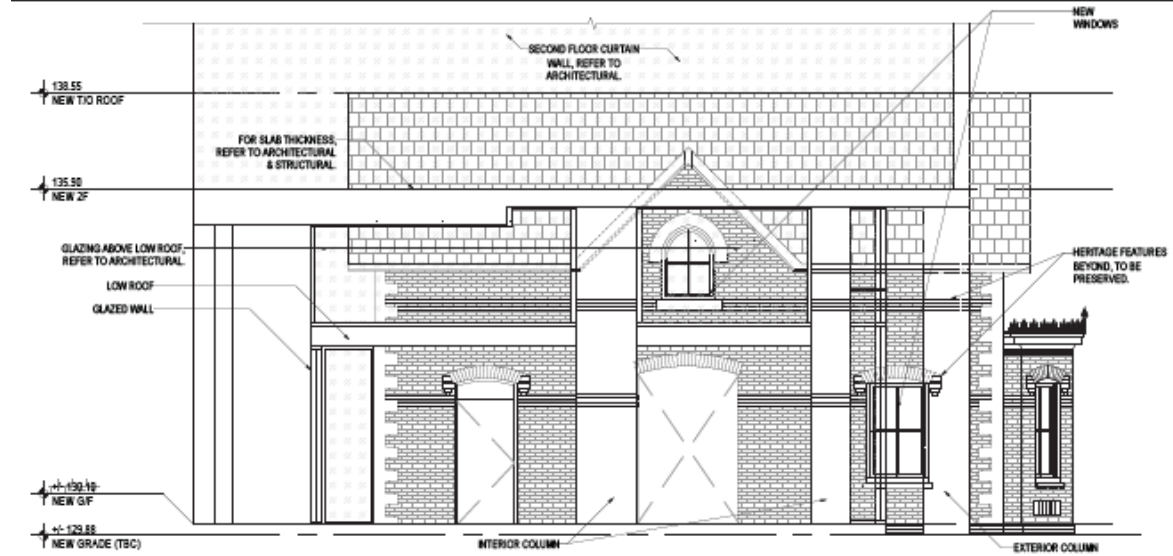 NEW
WINDOWS
SECOND FLOOR CURTAIN
WALL, REFER TO
ARCHITECTURAL.
138.55
NEW T/O ROOF
FOR SLAB THICKNESS,
REFER TO ARCHITECTURAL
& STRUCTURAL.
135.90
NEW 2F
GLAZING ABOVE LOW ROOF,
REFER TO ARCHITECTURAL.
HERITAGE FEATURES
BEYOND, TO BE
PRESERVED.
LOW ROOF
GLAZED WALL
+/- 130.10
NEW G/F
+/- 129.88
NEW GRADE (TBC)
INTERIOR COLUMN
EXTERIOR COLUMN